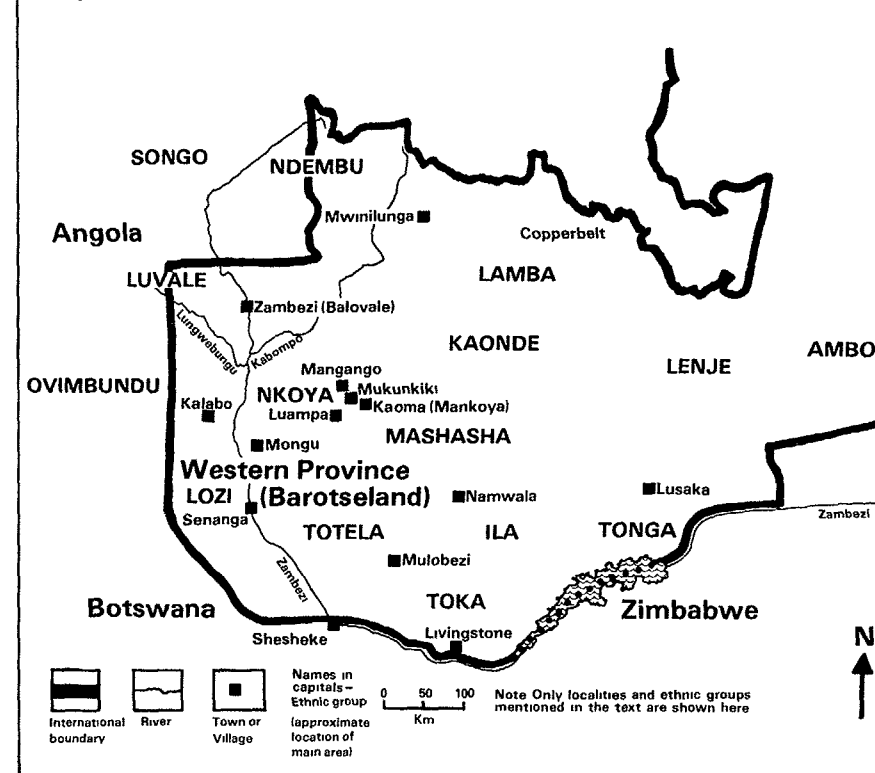 SONGO
NDEMBU
Mwinilunga
Angola
Copperbelt
LUVALE
LAMBA
Zambezi (Balovale)
Lungwebungu
Kabompo
KAONDE
AMBO
LENJE
Mangango
OVIMBUNDU
NKOYA
Mukunkiki
Kalabo
Kaoma (Mankoya)
Luampa
MASHASHA
Mongu
Western Province
(Barotseland)
LOZI
Namwala
Lusaka
Senanga
Zambezi
TOTELA
ILA
TONGA
Mulobezi
Zambezi
Botswana
TOKA
Zimbabwe
Shesheke
Livingstone
N
International
boundary
River
Town or
Village
Names in
capitals–
Ethnic group
(approximate
location of
main area)
0 50 100
Km
Note Only localities and ethnic groups
mentioned in the text are shown here